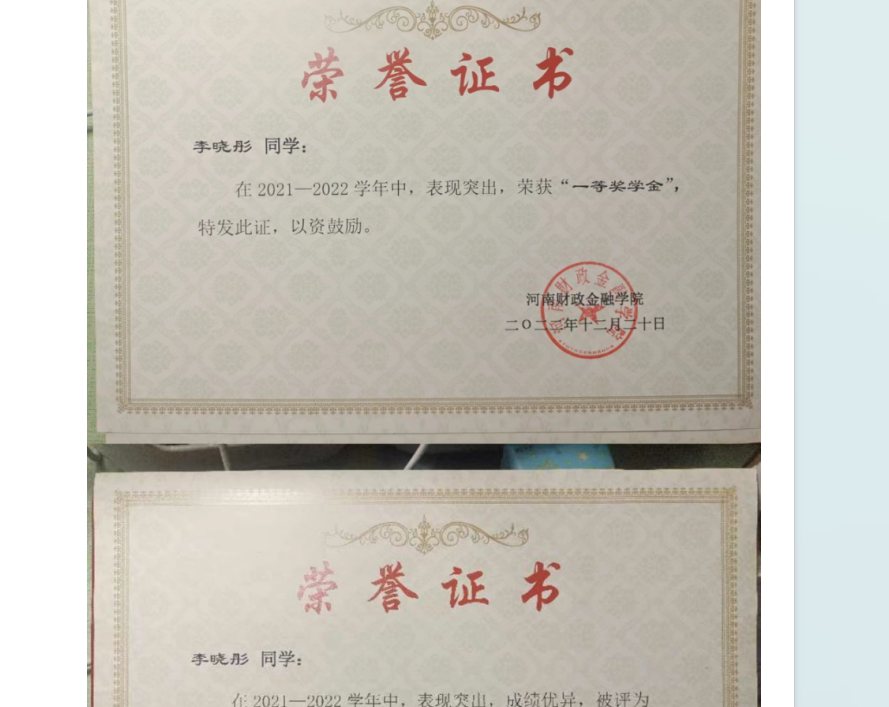 荣誉证书
李晓彤 同学：
在 2021—2022 学年中，表现突出，荣获“一等奖学金”，
特发此证，以资鼓励。
河南财政金融学院
二〇二二年十二月二十日
荣誉证书
李晓彤 同学：
在 2021—2022 学年中，表现突出，成绩优异，被评为